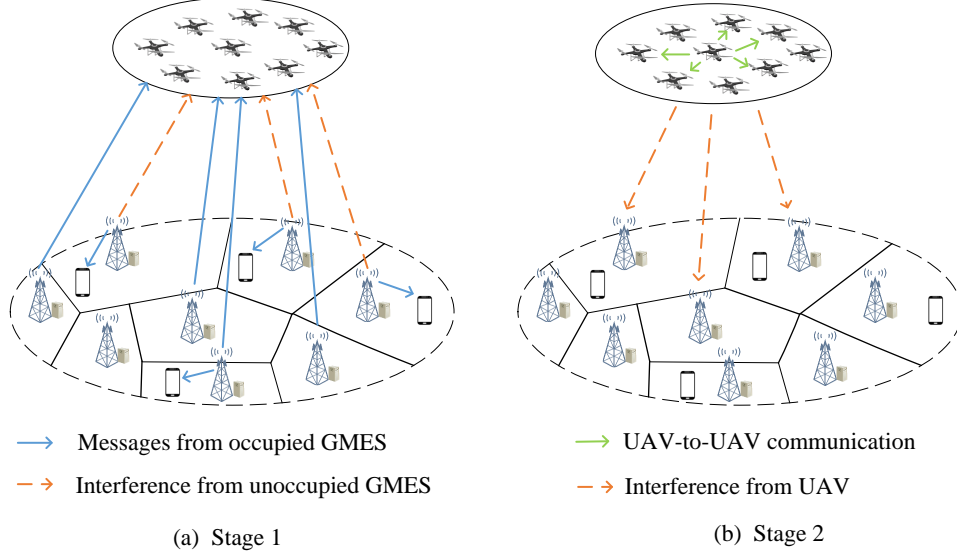 Messages from occupied GMES
Interference from unoccupied GMES
(a) Stage 1
UAV-to-UAV communication
Interference from UAV
(b) Stage 2